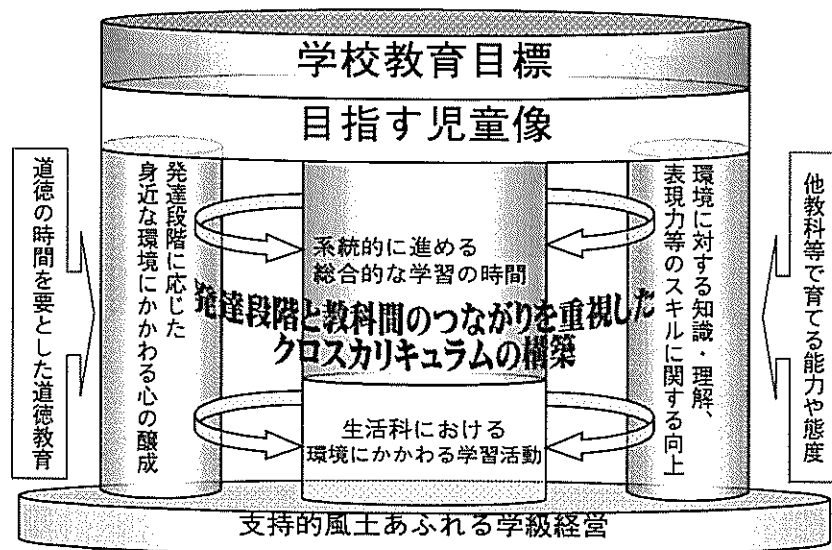 学校教育目標
目指す児童像
道徳の時間を要とした道徳教育
発達段階に応じた
身近な環境にかかわる心の醸成
系統的に進める
総合的な学習の時間
発達段階と教科間のつながりを重視した
クロスカリキュラムの構築
生活科における
環境にかかわる学習活動
環境に対する知識・理解、
表現力等のスキルに関する向上
他教科等で育てる能力や態度
支持的風土あふれる学級経営